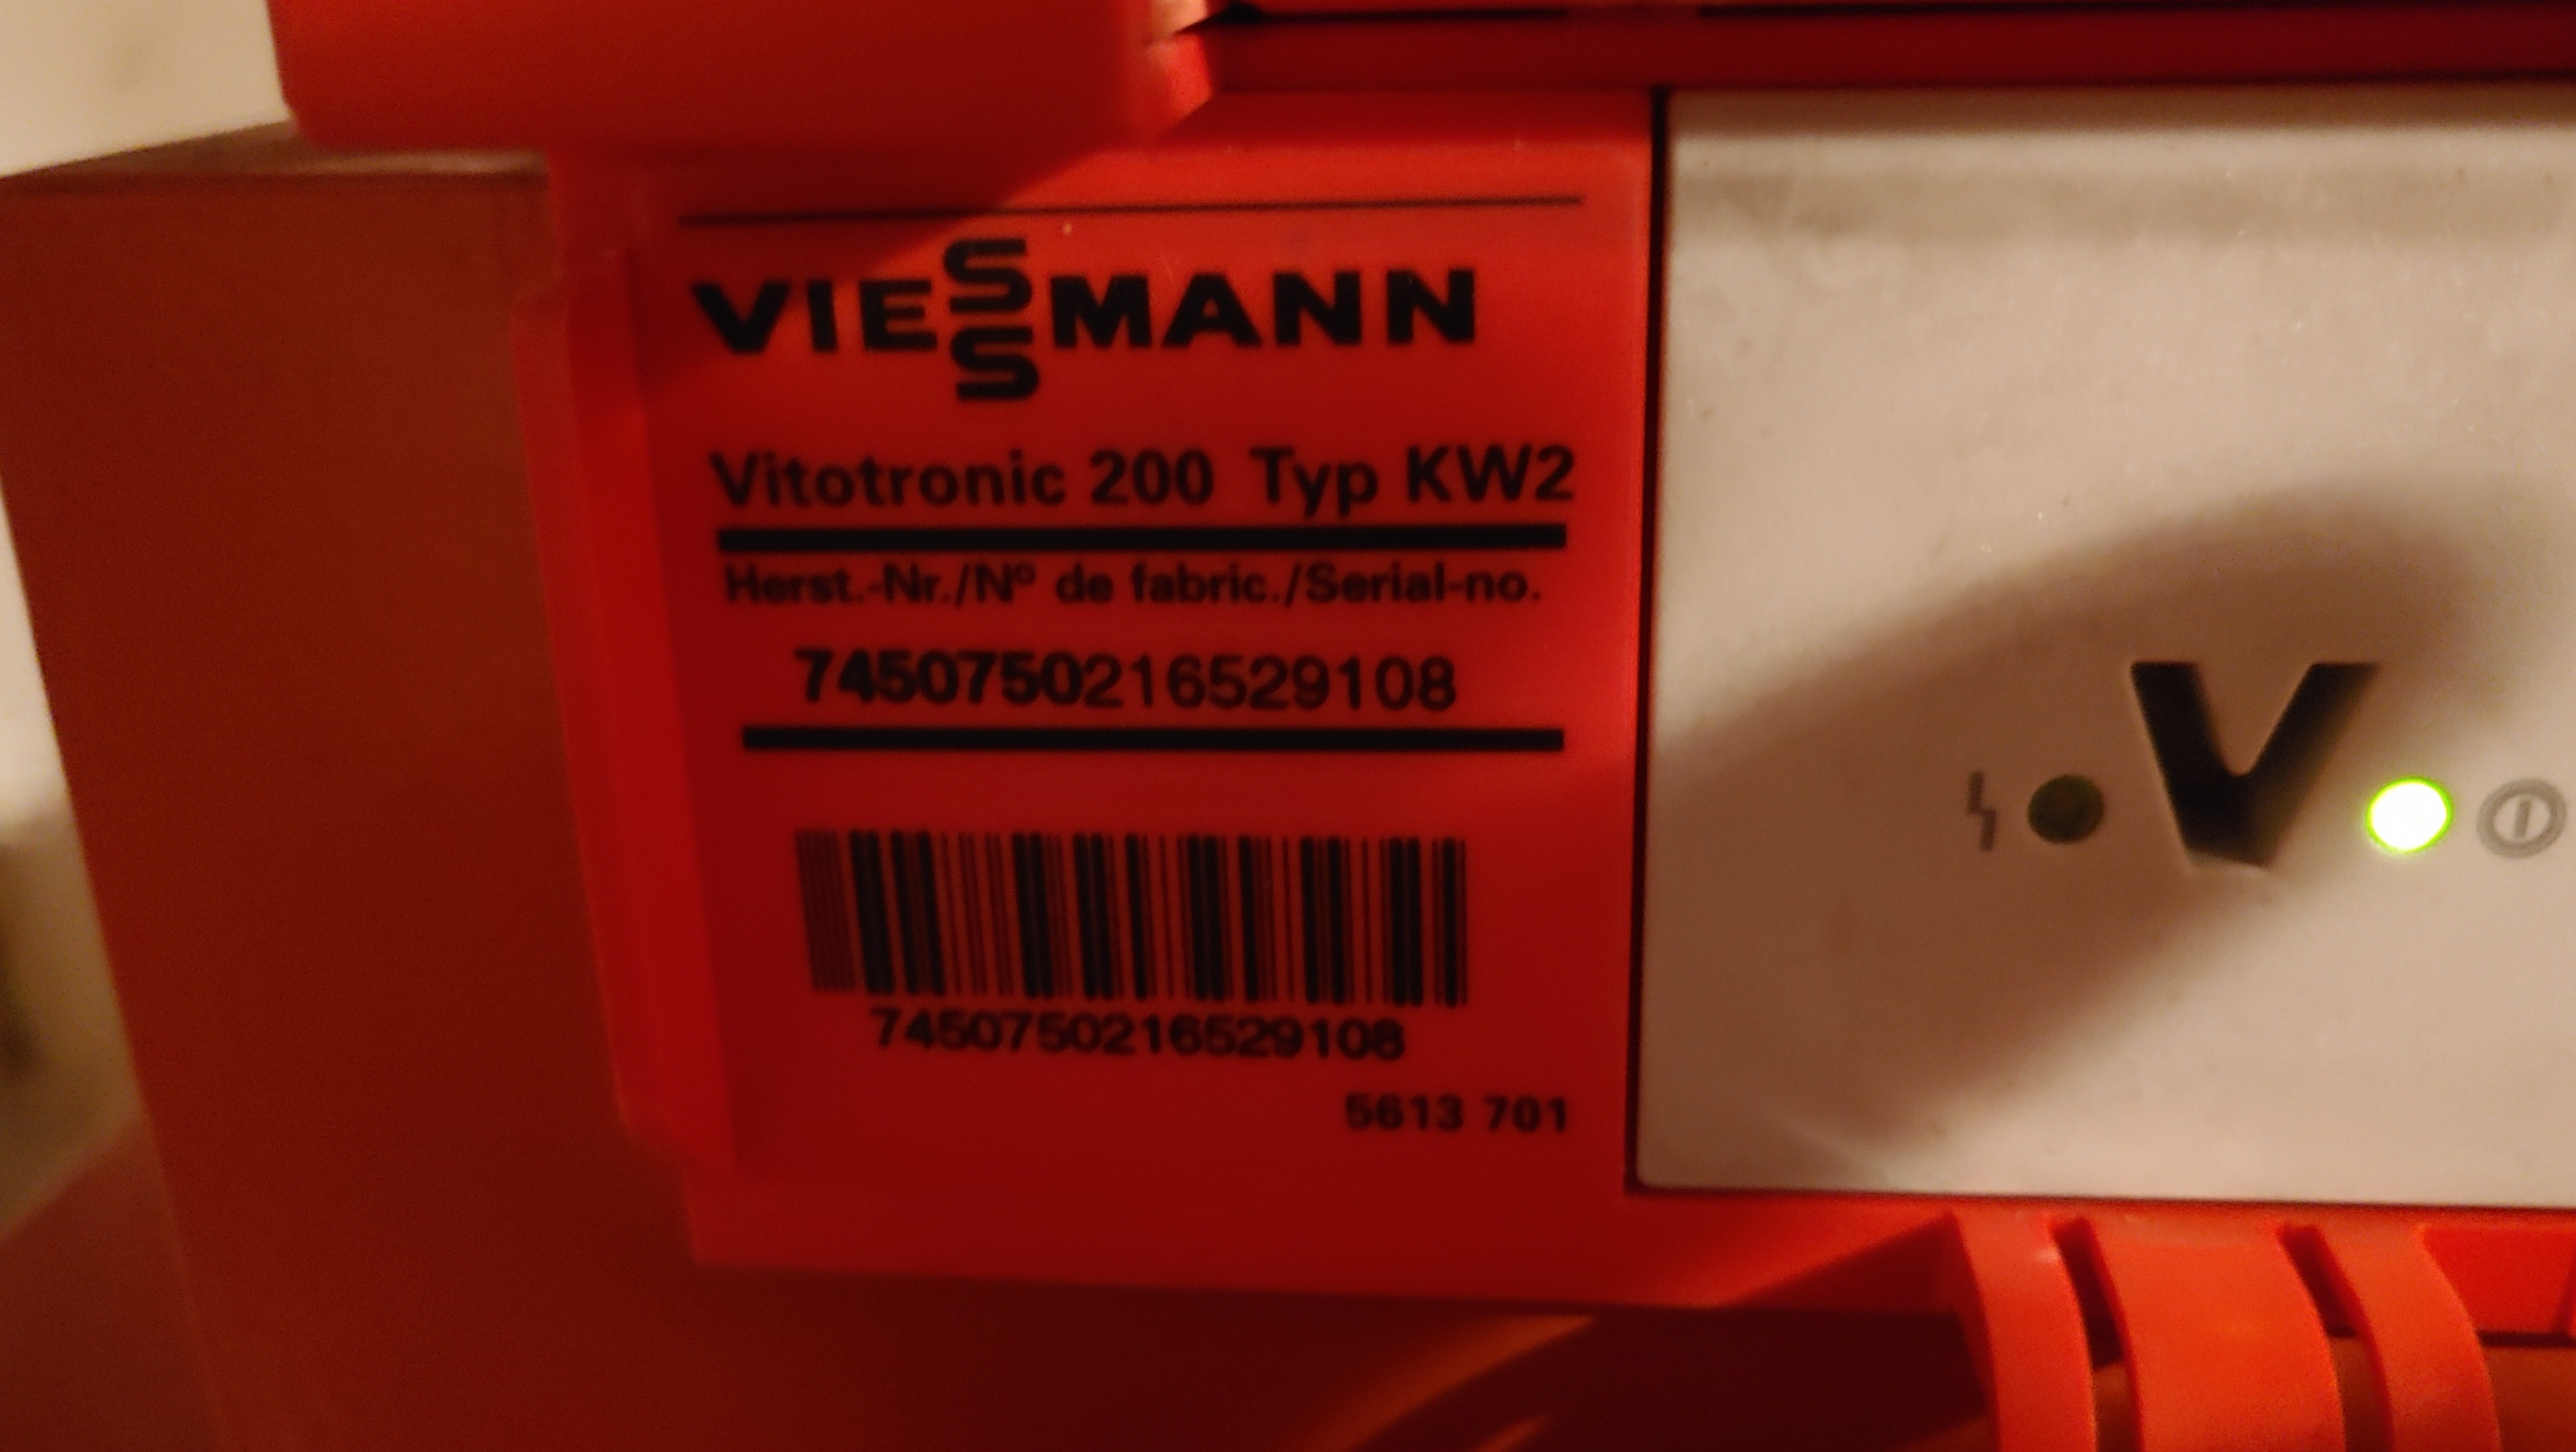 VIESSMANN
Vitotronic 200 Typ KW2
Herst.-Nr./Nº de fabric./Serial-no.
7450750216529108
7450750216529108
5613 701
V